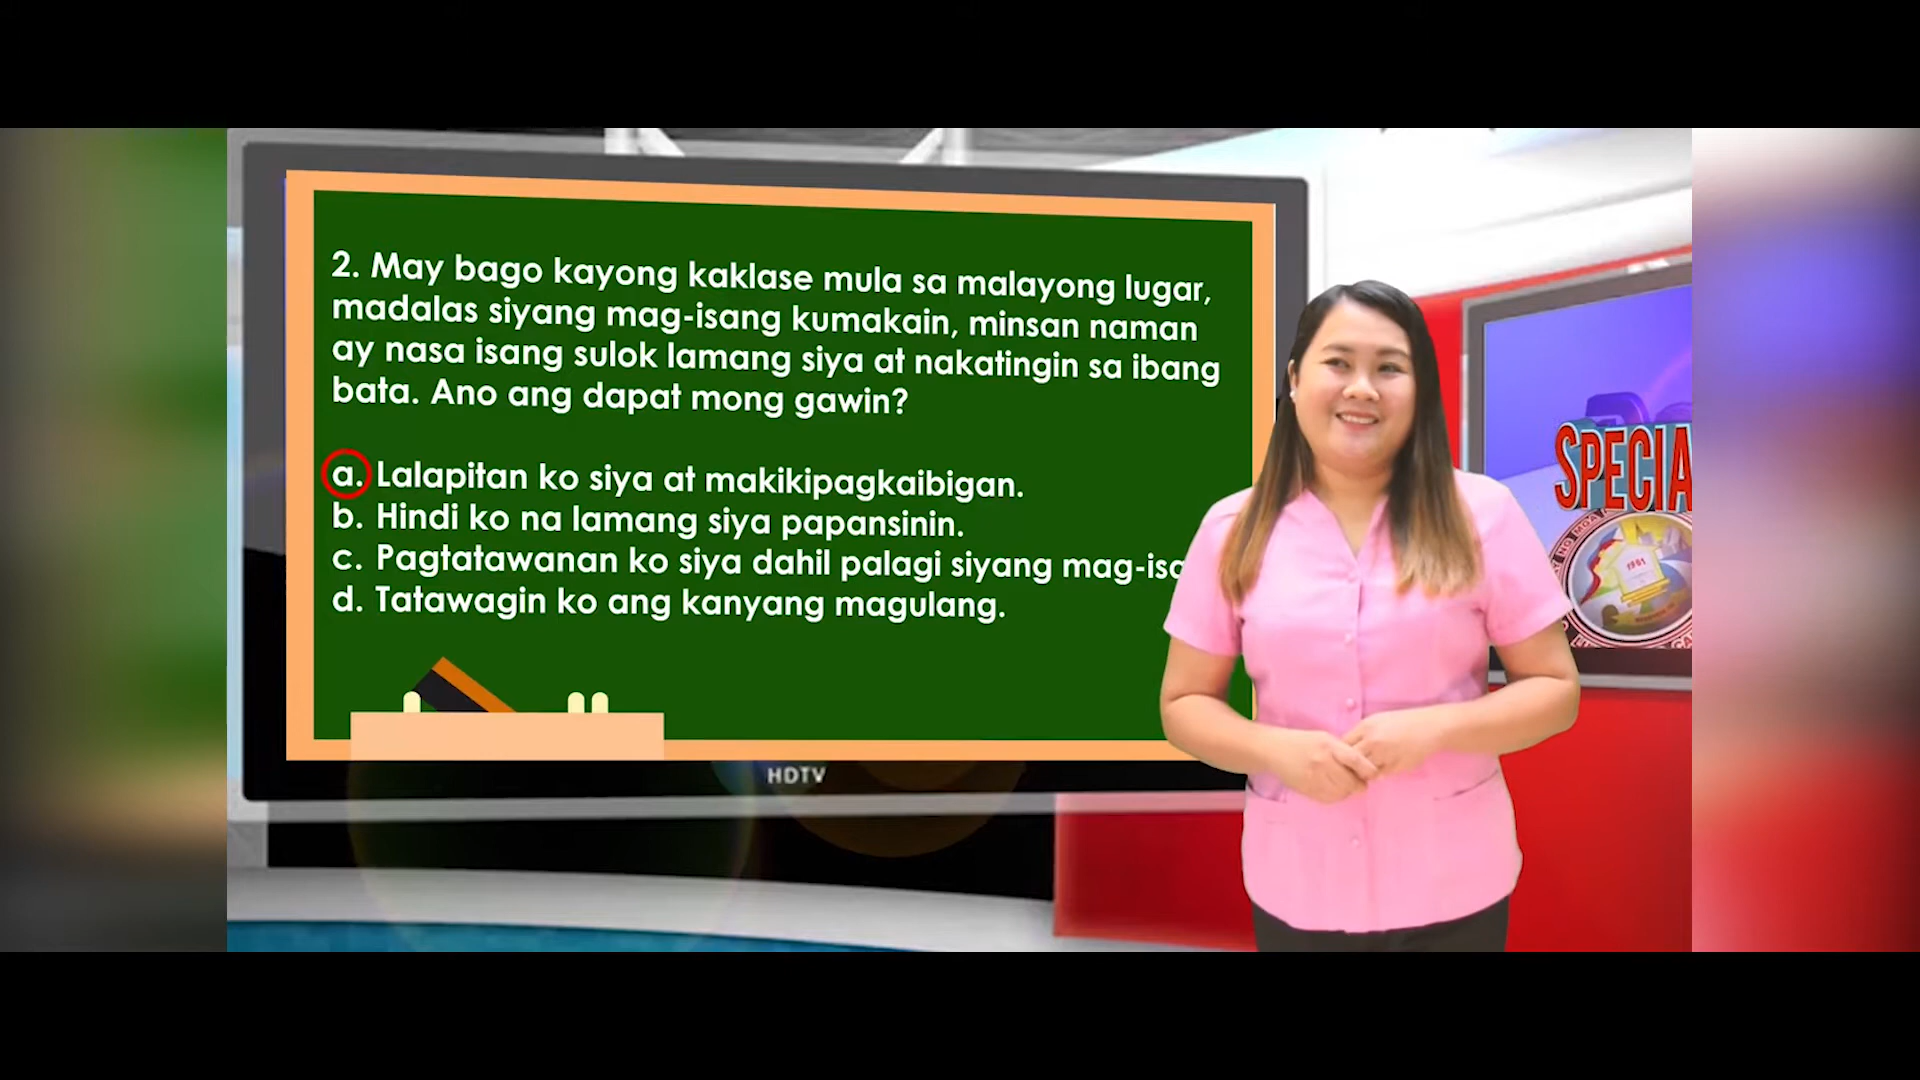 2. May bago kayong kaklase mula sa malayong lugar,
madalas siyang mag-isang kumakain, minsan naman
ay nasa isang sulok lamang siya at nakatingin sa ibang
bata. Ano ang dapat mong gawin?
a. Lalapitan ko siya at makikipagkaibigan.
b. Hindi ko na lamang siya papansinin.
c. Pagtatawanan ko siya dahil palagi siyang mag-isa
d. Tatawagin ko ang kanyang magulang.
HDTV
SPECIA
1981